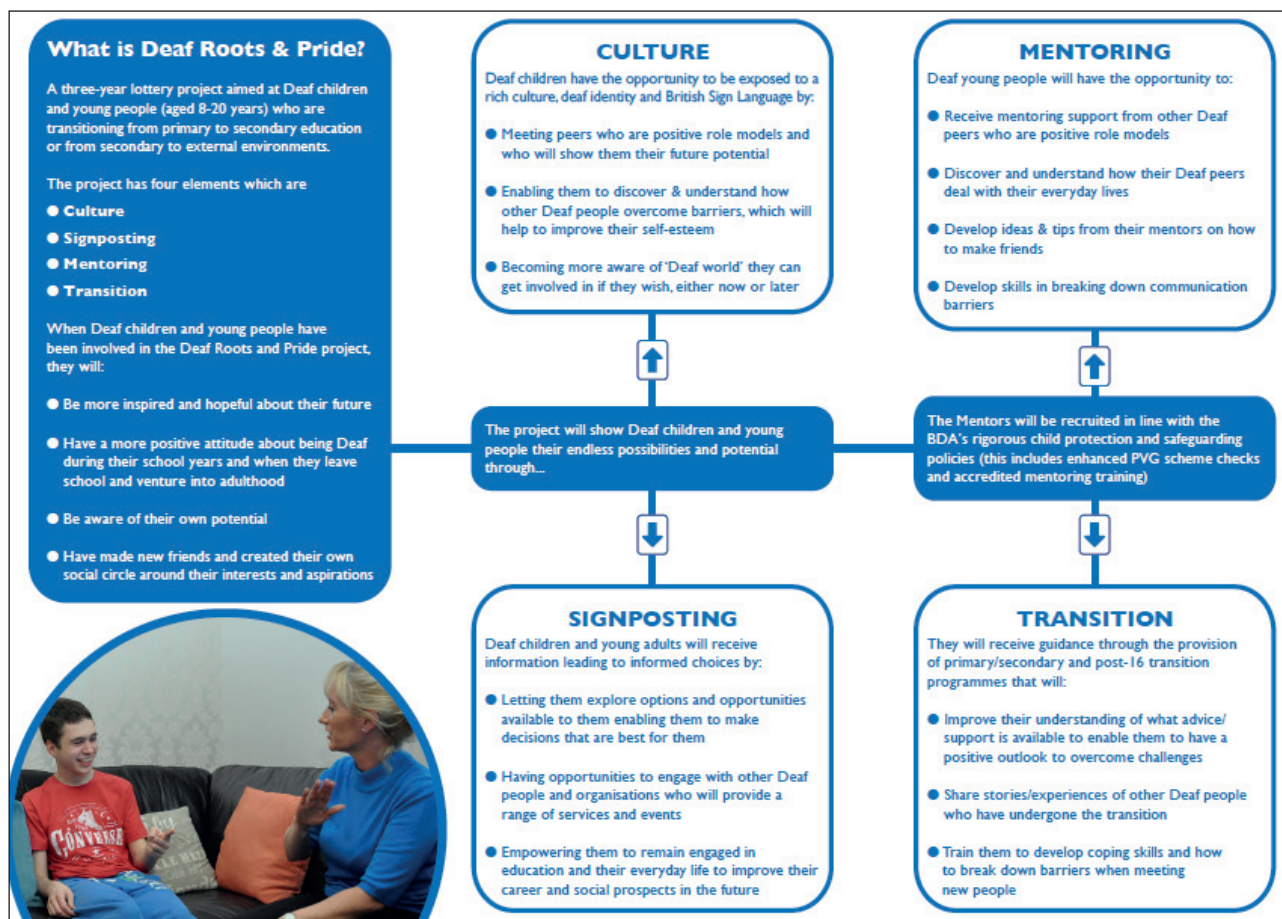 What is Deaf Roots & Pride?
A three-year lottery project aimed at Deaf children
and young people (aged 8-20 years) who are
transitioning from primary to secondary education
or from secondary to external environments.
The project has four elements which are
● Culture
● Signposting
● Mentoring
● Transition
When Deaf children and young people have
been involved in the Deaf Roots and Pride project,
they will:
● Be more inspired and hopeful about their future
● Have a more positive attitude about being Deaf
during their school years and when they leave
school and venture into adulthood
● Be aware of their own potential
● Have made new friends and created their own
social circle around their interests and aspirations
CULTURE
Deaf children have the opportunity to be exposed to a
rich culture, deaf identity and British Sign Language by:
● Meeting peers who are positive role models and
who will show them their future potential
● Enabling them to discover & understand how
other Deaf people overcome barriers, which will
help to improve their self-esteem
● Becoming more aware of ‘Deaf world’ they can
get involved in if they wish, either now or later
MENTORING
Deaf young people will have the opportunity to:
● Receive mentoring support from other Deaf
peers who are positive role models
● Discover and understand how their Deaf peers
deal with their everyday lives
● Develop ideas & tips from their mentors on how
to make friends
● Develop skills in breaking down communication
barriers
The project will show Deaf children and young
people their endless possibilities and potential
through...
The Mentors will be recruited in line with the
BDA's rigorous child protection and safeguarding
policies (this includes enhanced PVG scheme checks
and accredited mentoring training)
SIGNPOSTING
Deaf children and young adults will receive
information leading to informed choices by:
● Letting them explore options and opportunities
available to them enabling them to make
decisions that are best for them
● Having opportunities to engage with other Deaf
people and organisations who will provide a
range of services and events
● Empowering them to remain engaged in
education and their everyday life to improve their
career and social prospects in the future
TRANSITION
They will receive guidance through the provision
of primary/secondary and post-16 transition
programmes that will:
● Improve their understanding of what advice/
support is available to enable them to have a
positive outlook to overcome challenges
● Share stories/experiences of other Deaf people
who have undergone the transition
● Train them to develop coping skills and how
to break down barriers when meeting
new people
CONVERSE